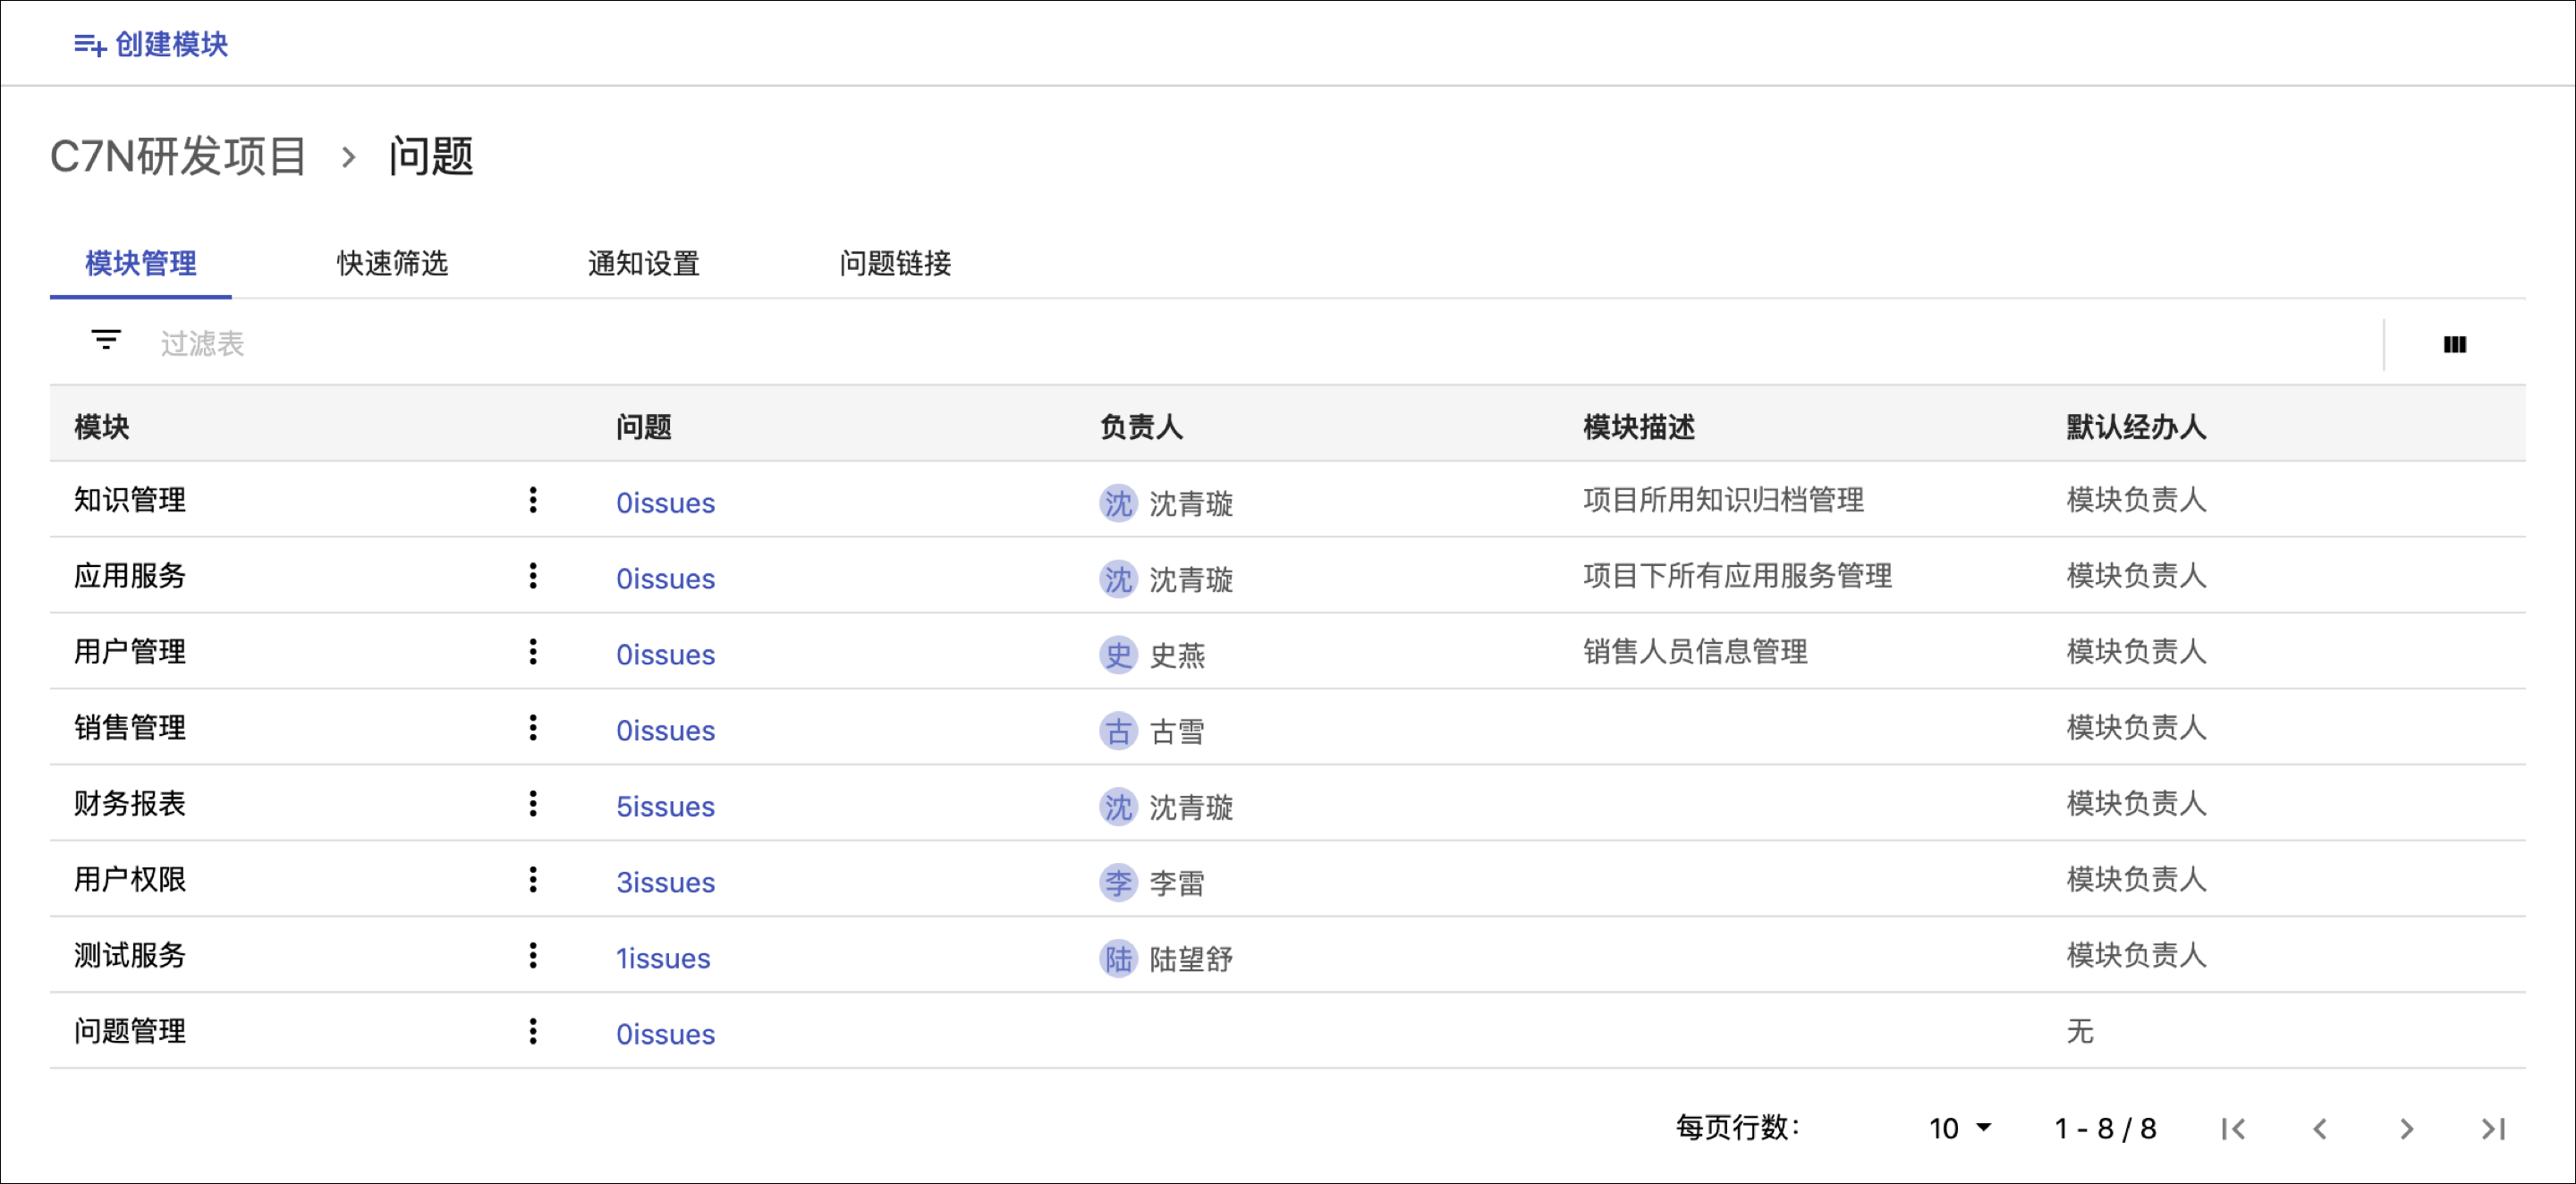 创建模块
C7N研发项目 > 问题
模块管理 快速筛选 通知设置 问题链接
过滤表
模块 问题 负责人 模块描述 默认经办人
知识管理 0issues 沈 沈青璇 项目所用知识归档管理 模块负责人
应用服务 0issues 沈 沈青璇 项目下所有应用服务管理 模块负责人
用户管理 0issues 史 史燕 销售人员信息管理 模块负责人
销售管理 0issues 古 古雪 模块负责人
财务报表 5issues 沈 沈青璇 模块负责人
用户权限 3issues 李 李雷 模块负责人
测试服务 1issues 陆 陆望舒 模块负责人
问题管理 0issues 无
每页行数: 10 1 - 8 / 8